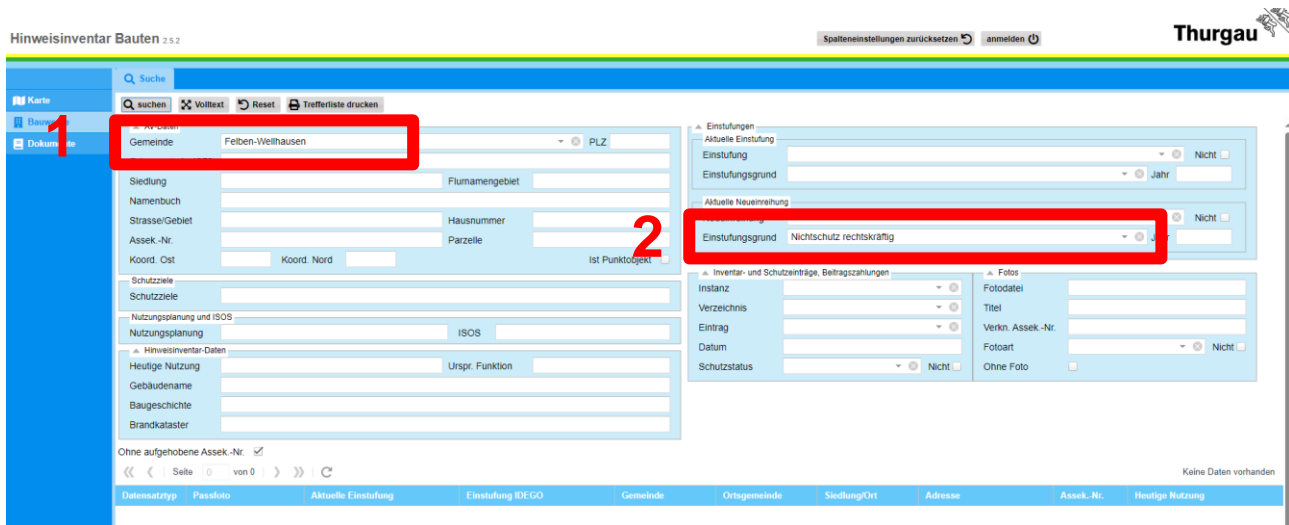 Hinweisinventar Bauten 2.5.2
Spalteneinstellungen zurücksetzen
anmelden
Thurgau
Suche
Karte
Dokumente
1
suchen Volltext Reset Trefferliste drucken
AV-Daten
Gemeinde Felben-Wellhausen PLZ
Siedlung Flurnamengebiet
Namenbuch
Strasse/Gebiet Hausnummer
Assek.-Nr. Parzelle
Koord. Ost Koord. Nord Ist Punktobjekt
Schutzziele
Schutzziele
Nutzungsplanung und ISOS
Nutzungsplanung ISOS
Hinweisinventar-Daten
Heutige Nutzung Urspr. Funktion
Gebäudename
Baugeschichte
Brandkataster
Einstufungen
Aktuelle Einstufung
Einstufung Nicht
Einstufungsgrund Jahr
Aktuelle Neueinreihung
Neueinreihung Nicht
2
Einstufungsgrund Nichtschutz rechtskräftig
Inventar- und Schutzeinträge, Beitragszahlungen
Instanz
Verzeichnis
Eintrag
Datum
Schutzstatus Nicht
Fotos
Fotodatei
Titel
Verkn. Assek.-Nr.
Fotoart Nicht
Ohne Foto
Ohne aufgehobene Assek.-Nr.
Seite 0 von 0
Keine Daten vorhanden
Datensatztyp Passfoto Aktuelle Einstufung Einstufung IDEGO Gemeinde Ortsgemeinde Siedlung/Ort Adresse Assek.-Nr. Heutige Nutzung